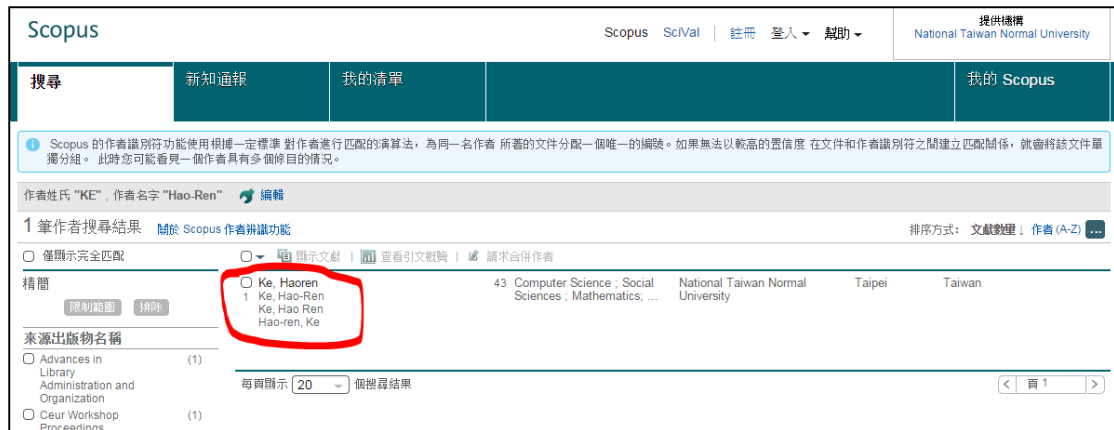 Scopus
Scopus SciVal | 註冊 登入 幫助
提供機構
National Taiwan Normal University
搜尋 新知通報 我的清單 我的 Scopus
Scopus 的作者識別符功能使用根據一定標準 對作者進行匹配的演算法，為同一名作者 所著的文件分配一個唯一的編號。如果無法以較高的置信度 在文件和作者識別符之間建立匹配關係，就會將該文件單
獨分組。 此時您可能看見一個作者具有多個條目的情況。
作者姓氏 "KE" , 作者名字 "Hao-Ren" 編輯
1 筆作者搜尋結果 關於 Scopus 作者辨識功能 排序方式： 文獻數量↓ 作者 (A-Z) ...
僅顯示完全匹配
顯示文獻 | 查看引文概覽 | 請求合併作者
精簡
限制範圍 排除
來源出版物名稱
Advances in (1)
Library
Administration and
Organization
Ceur Workshop (1)
Proceedings
Ke, Haoren 43 Computer Science ; Social National Taiwan Normal Taipei Taiwan
1 Ke, Hao-Ren Sciences ; Mathematics; ... University
Ke, Hao Ren
Hao-ren, Ke
每頁顯示 20 個搜尋結果 < 頁 1 >